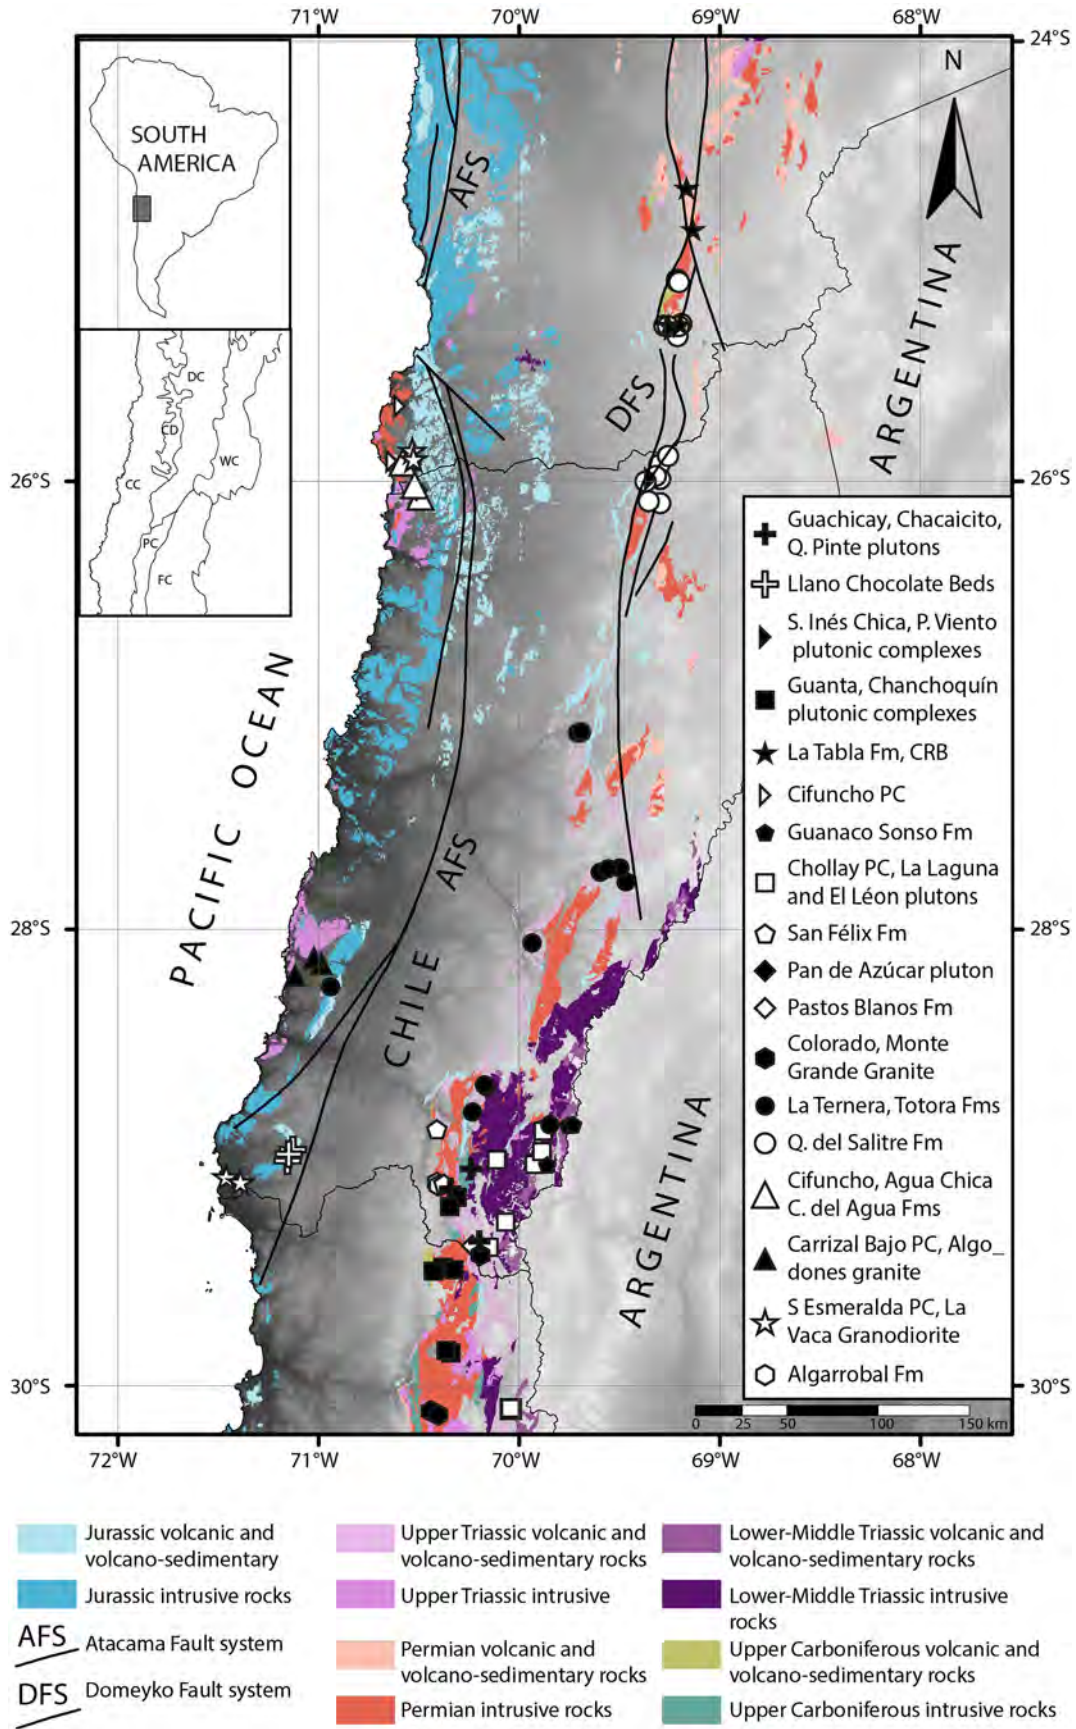 71°W 70°W 69°W 68°W
24°S
N
SOUTH
AMERICA
AFS
ARGENTINA
DC
CD
WC
CC
PC
FC
DFS
26°S
PACIFIC OCEAN
Guachicay, Chacaicito,
Q. Pinte plutons
Llano Chocolate Beds
S. Inés Chica, P. Viento
plutonic complexes
Guanta, Chanchoquín
plutonic complexes
La Tabla Fm, CRB
Cifuncho PC
Guanaco Sonso Fm
Chollay PC, La Laguna
and El Léon plutons
San Félix Fm
Pan de Azúcar pluton
Pastos Blanos Fm
Colorado, Monte
Grande Granite
La Ternera, Totora Fms
Q. del Salitre Fm
Cifuncho, Agua Chica
C. del Agua Fms
Carrizal Bajo PC, Algo_
dones granite
S Esmeralda PC, La
Vaca Granodiorite
Algarrobal Fm
AFS
28°S 28°S
CHILE
ARGENTINA
30°S 30°S
0 25 50 100 150 km
72°W 71°W 70°W 69°W 68°W
Jurassic volcanic and
volcano-sedimentary
Jurassic intrusive rocks
AFS Atacama Fault system
DFS Domeyko Fault system
Upper Triassic volcanic and
volcano-sedimentary rocks
Upper Triassic intrusive
Permian volcanic and
volcano-sedimentary rocks
Permian intrusive rocks
Lower-Middle Triassic volcanic and
volcano-sedimentary rocks
Lower-Middle Triassic intrusive
rocks
Upper Carboniferous volcanic and
volcano-sedimentary rocks
Upper Carboniferous intrusive rocks